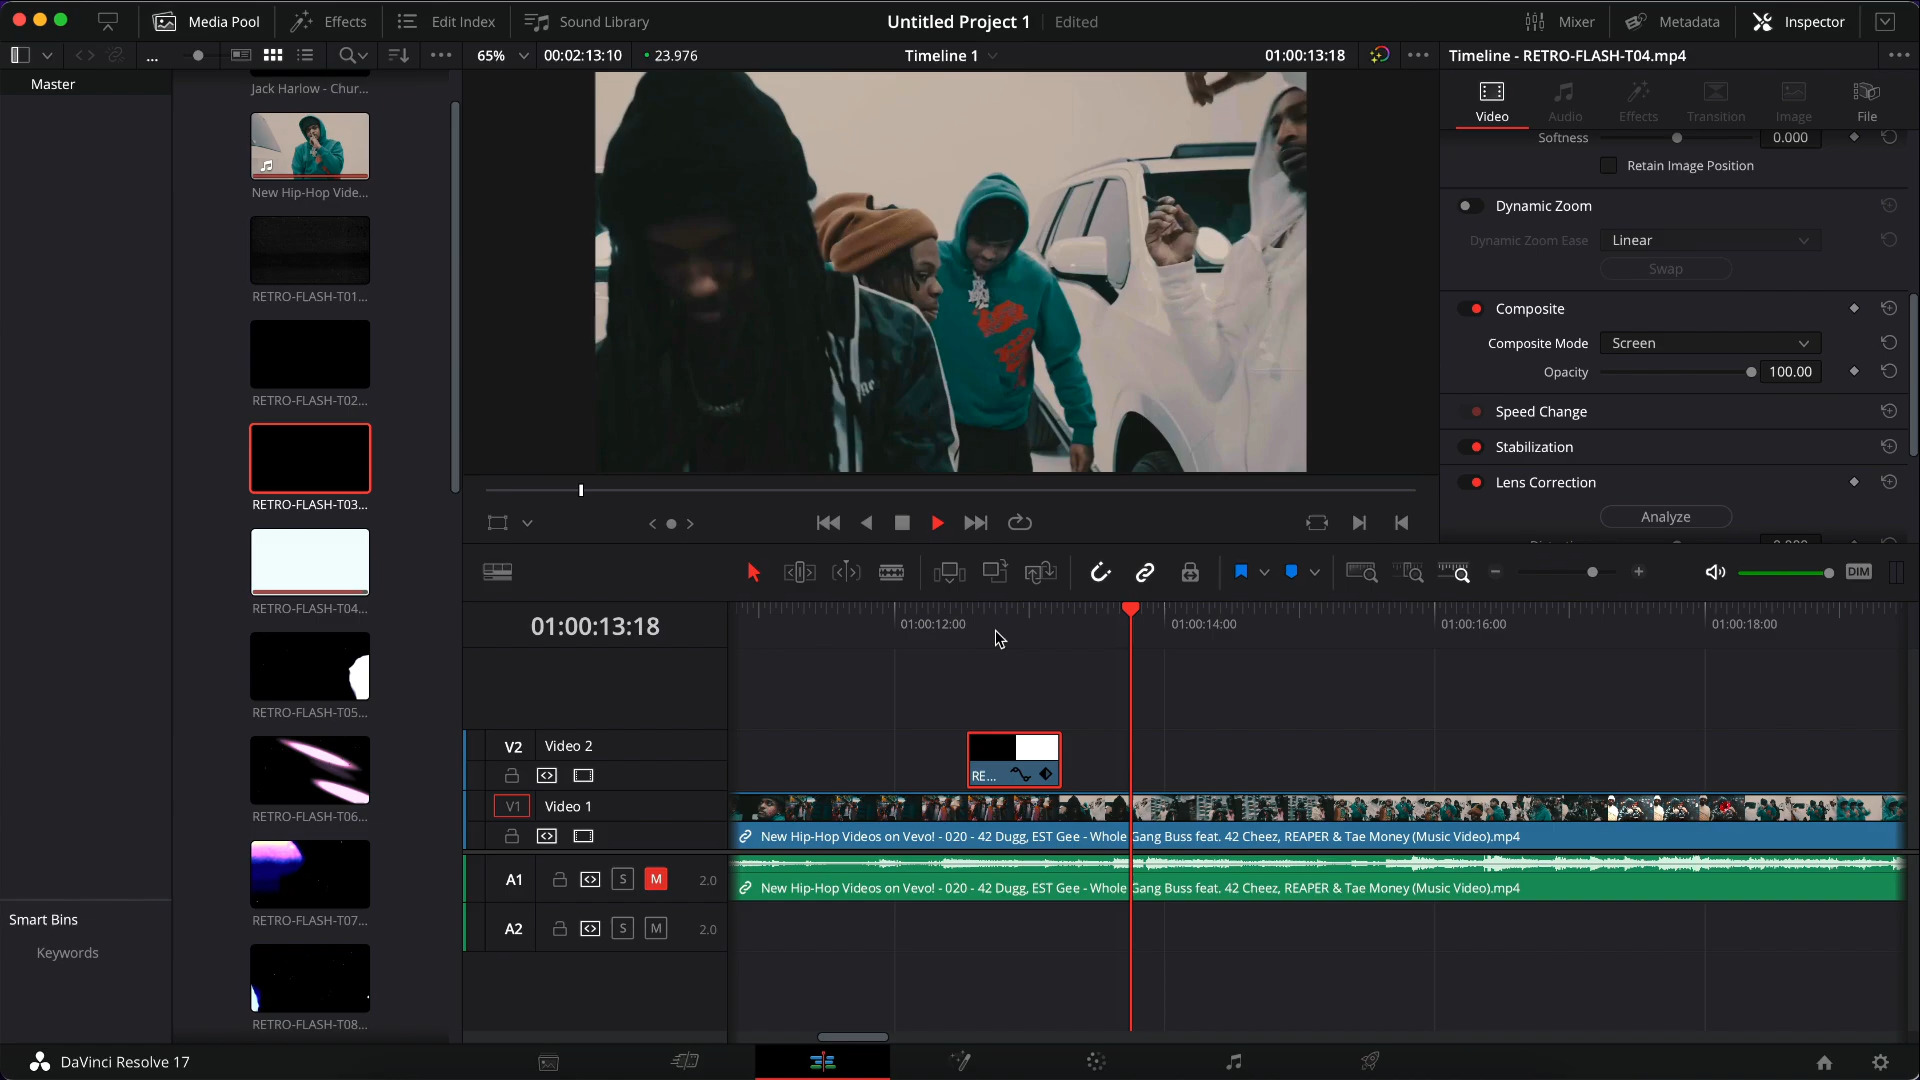 Media Pool
Effects
Edit Index
Sound Library
Untitled Project 1
Edited
Mixer
Metadata
Inspector
...
65%
00:02:13:10
23.976
Timeline 1
01:00:13:18
Timeline - RETRO-FLASH-T04.mp4
Master
Jack Harlow - Chur...
New Hip-Hop Vide...
RETRO-FLASH-T01...
RETRO-FLASH-T02...
RETRO-FLASH-T03...
RETRO-FLASH-T04...
RETRO-FLASH-T05...
RETRO-FLASH-T06...
RETRO-FLASH-T07...
RETRO-FLASH-T08...
Smart Bins
Keywords
Video
Audio
Effects
Transition
Image
File
Softness
0.000
Retain Image Position
Dynamic Zoom
Dynamic Zoom Ease
Linear
Swap
Composite
Composite Mode
Screen
Opacity
100.00
Speed Change
Stabilization
Lens Correction
Analyze
DIM
01:00:13:18
01:00:12:00
01:00:14:00
01:00:16:00
01:00:18:00
V2
Video 2
RE...
V1
Video 1
New Hip-Hop Videos on Vevo! - 020 - 42 Dugg, EST Gee - Whole Gang Buss feat. 42 Cheez, REAPER & Tae Money (Music Video).mp4
A1
S
M
2.0
New Hip-Hop Videos on Vevo! - 020 - 42 Dugg, EST Gee - Whole Gang Buss feat. 42 Cheez, REAPER & Tae Money (Music Video).mp4
A2
S
M
2.0
DaVinci Resolve 17